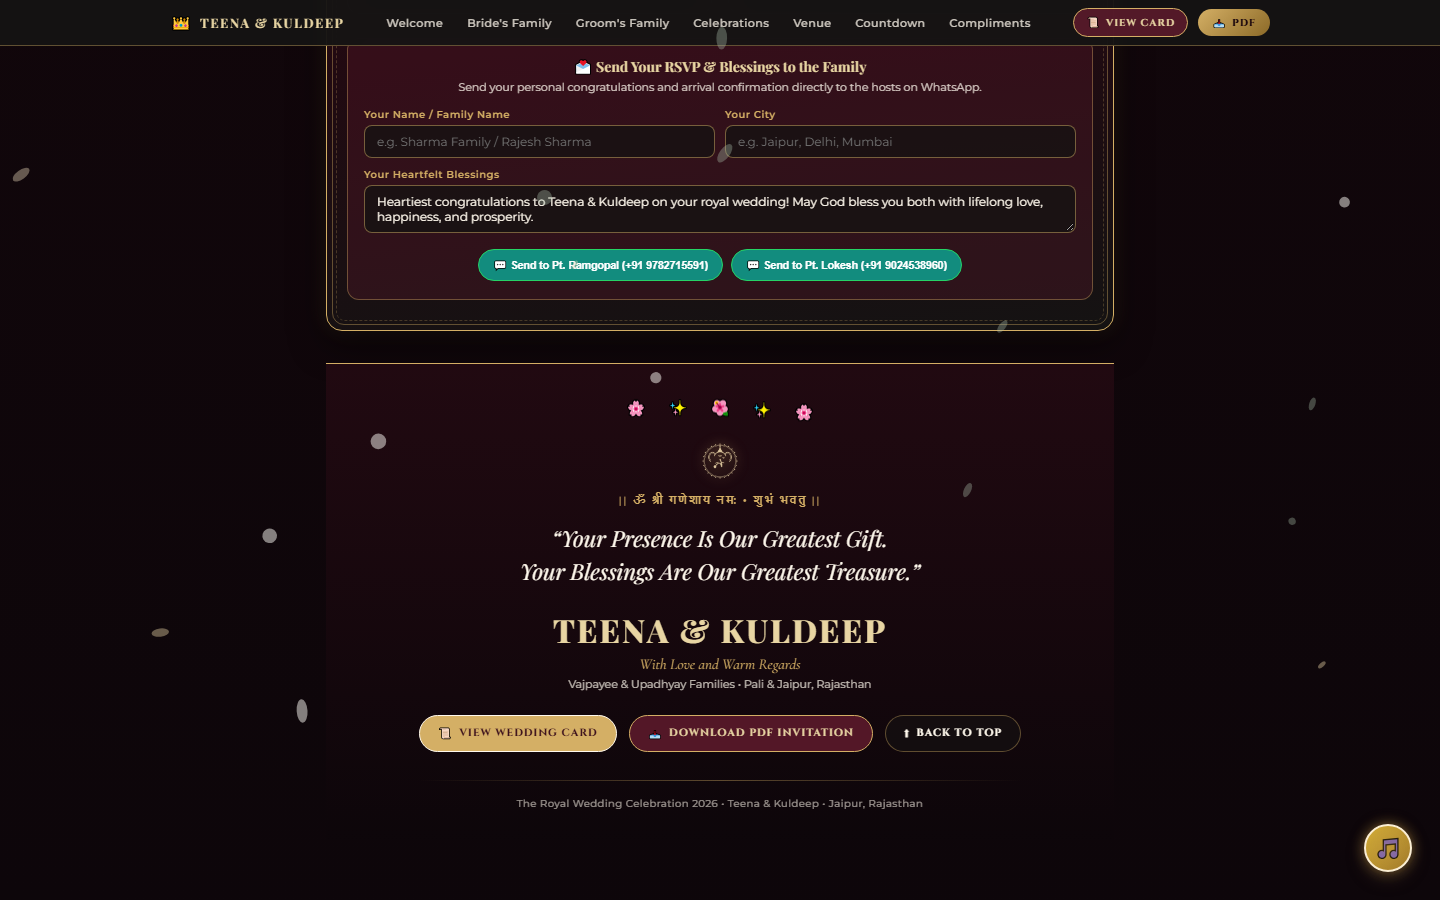 TEENA & KULDEEP
Welcome
Bride's Family
Groom's Family
Celebrations
Venue
Countdown
Compliments
VIEW CARD
PDF
Send Your RSVP & Blessings to the Family
Send your personal congratulations and arrival confirmation directly to the hosts on WhatsApp.
Your Name / Family Name
Your City
e.g. Sharma Family / Rajesh Sharma
e.g. Jaipur, Delhi, Mumbai
Your Heartfelt Blessings
Heartiest congratulations to Teena & Kuldeep on your royal wedding! May God bless you both with lifelong love,
happiness, and prosperity.
Send to Pt. Ramgopal (+91 9782715591)
Send to Pt. Lokesh (+91 9024538960)
|| ॐ श्री गणेशाय नमः • शुभं भवतु ||
“Your Presence Is Our Greatest Gift.
Your Blessings Are Our Greatest Treasure.”
TEENA & KULDEEP
With Love and Warm Regards
Vajpayee & Upadhyay Families • Pali & Jaipur, Rajasthan
VIEW WEDDING CARD
DOWNLOAD PDF INVITATION
BACK TO TOP
The Royal Wedding Celebration 2026 • Teena & Kuldeep • Jaipur, Rajasthan